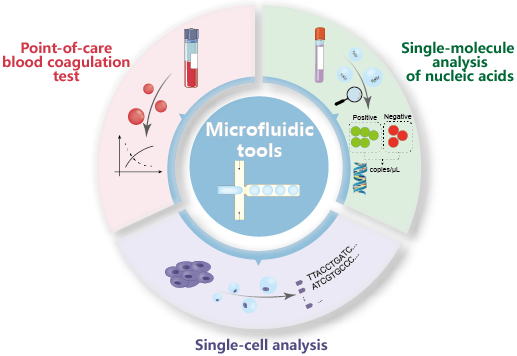 Point-of-care
blood coagulation
test
Single-molecule
analysis
of nucleic acids
Microfluidic
tools
Positive
Negative
copies/μL
TTACCTGATC...
ATCGTGCCC...
...
Single-cell analysis